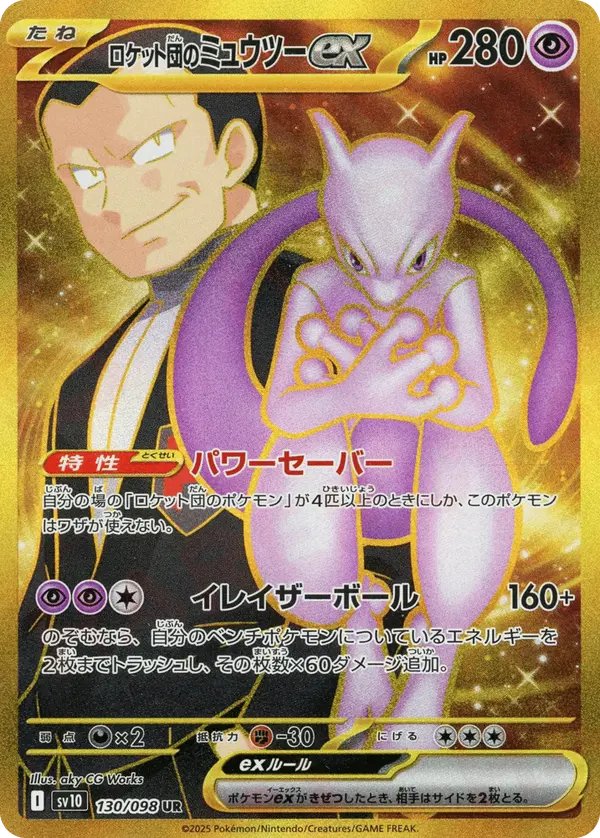 たね ロケット団のミュウツーex HP 280
特性 パワーセーバー
自分の場の「ロケット団のポケモン」が4匹以上のときにしか、このポケモン
はワザが使えない。
イレイザーボール 160+
のぞむなら、自分のベンチポケモンについているエネルギーを
2枚までトラッシュし、その枚数×60ダメージ追加。
弱点 ×2 抵抗力 -30 にげる
Illus. aky CG Works
exルール
ポケモンexがきぜつしたとき、相手はサイドを2枚とる。
I sv10 130/098 UR
©2025 Pokémon/Nintendo/Creatures/GAME FREAK.